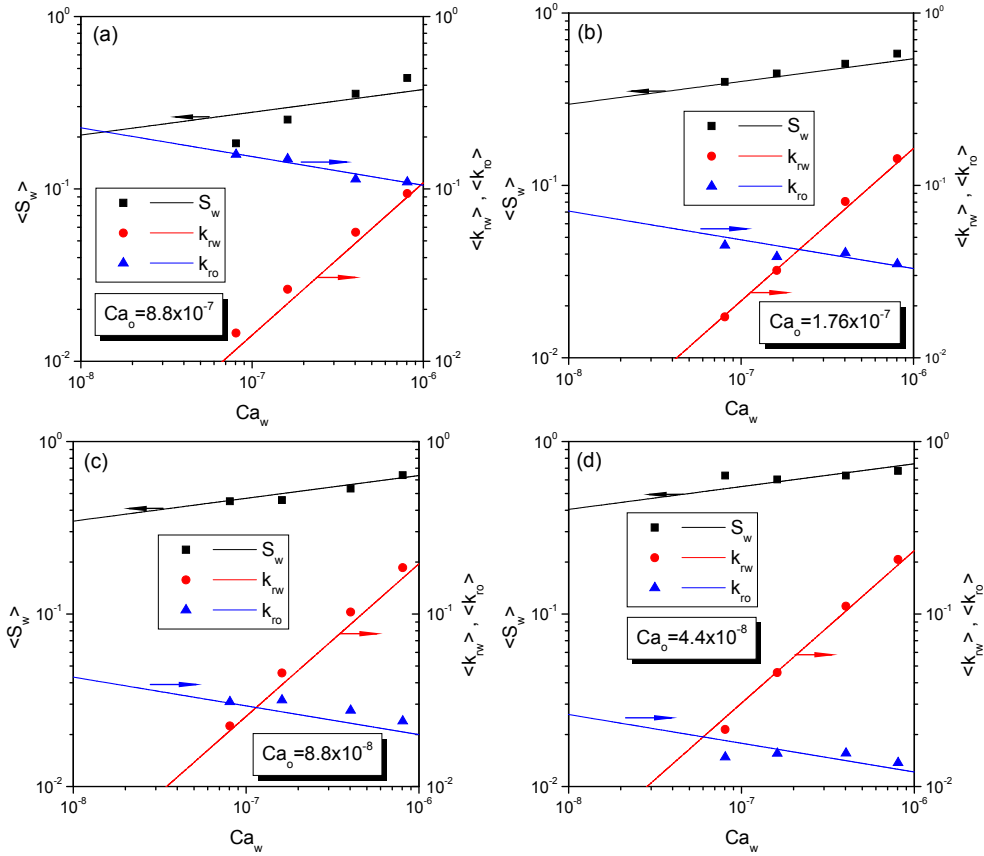 (a)
10^0
10^-1
10^-2
<S_w>
10^0
10^-1
10^-2
<k_rw> , <k_ro>
S_w
k_rw
k_ro
Ca_o=8.8x10^-7
10^-8
10^-7
10^-6
Ca_w
(b)
10^0
10^-1
10^-2
<S_w>
10^0
10^-1
10^-2
<k_rw> , <k_ro>
S_w
k_rw
k_ro
Ca_o=1.76x10^-7
10^-8
10^-7
10^-6
Ca_w
(c)
10^0
10^-1
10^-2
<S_w>
10^0
10^-1
10^-2
<k_rw> , <k_ro>
S_w
k_rw
k_ro
Ca_o=8.8x10^-8
10^-8
10^-7
10^-6
Ca_w
(d)
10^0
10^-1
10^-2
<S_w>
10^0
10^-1
10^-2
<k_rw> , <k_ro>
S_w
k_rw
k_ro
Ca_o=4.4x10^-8
10^-8
10^-7
10^-6
Ca_w